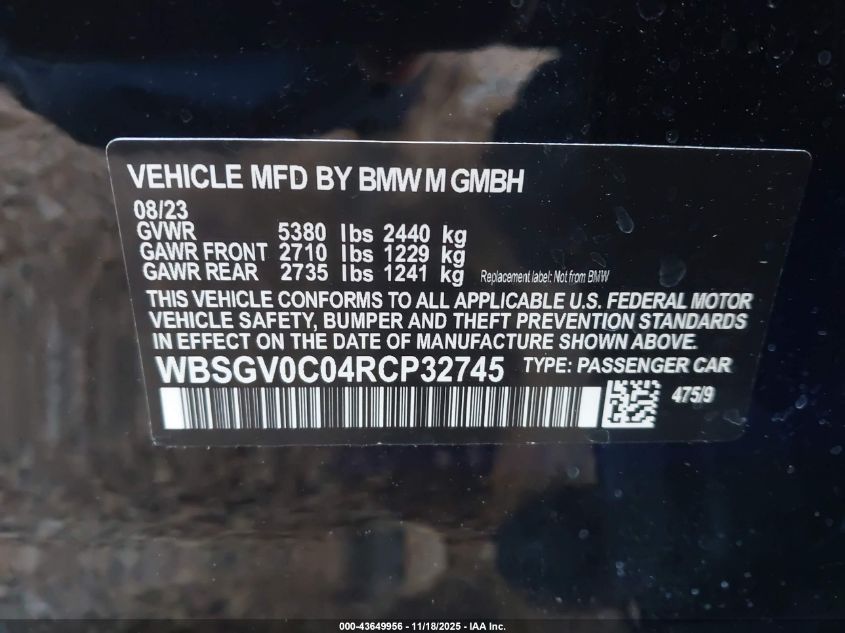 VEHICLE MFD BY BMW M GMBH
08/23
GVWR 5380 lbs 2440 kg
GAWR FRONT 2710 lbs 1229 kg
GAWR REAR 2735 lbs 1241 kg Replacement label: Not from BMW
THIS VEHICLE CONFORMS TO ALL APPLICABLE U.S. FEDERAL MOTOR
VEHICLE SAFETY, BUMPER AND THEFT PREVENTION STANDARDS
IN EFFECT ON THE DATE OF MANUFACTURE SHOWN ABOVE.
WBSGV0C04RCP32745 TYPE: PASSENGER CAR
475/9
000-43649956 - 11/18/2025 - IAA Inc.